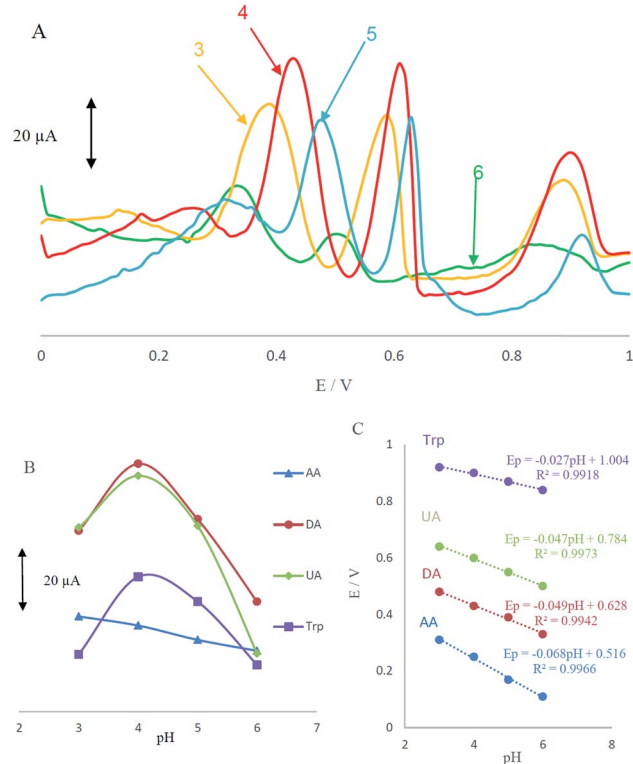 A
3
4
5
6
20 µA
0
0.2
0.4
0.6
0.8
1
E / V
B
AA
DA
UA
Trp
20 µA
2
3
4
5
6
7
pH
C
1
0.8
0.6
0.4
0.2
0
E / V
Trp
Ep = -0.027pH + 1.004
R² = 0.9918
UA
Ep = -0.047pH + 0.784
R² = 0.9973
DA
Ep = -0.049pH + 0.628
R² = 0.9942
AA
Ep = -0.068pH + 0.516
R² = 0.9966
2
4
6
8
pH